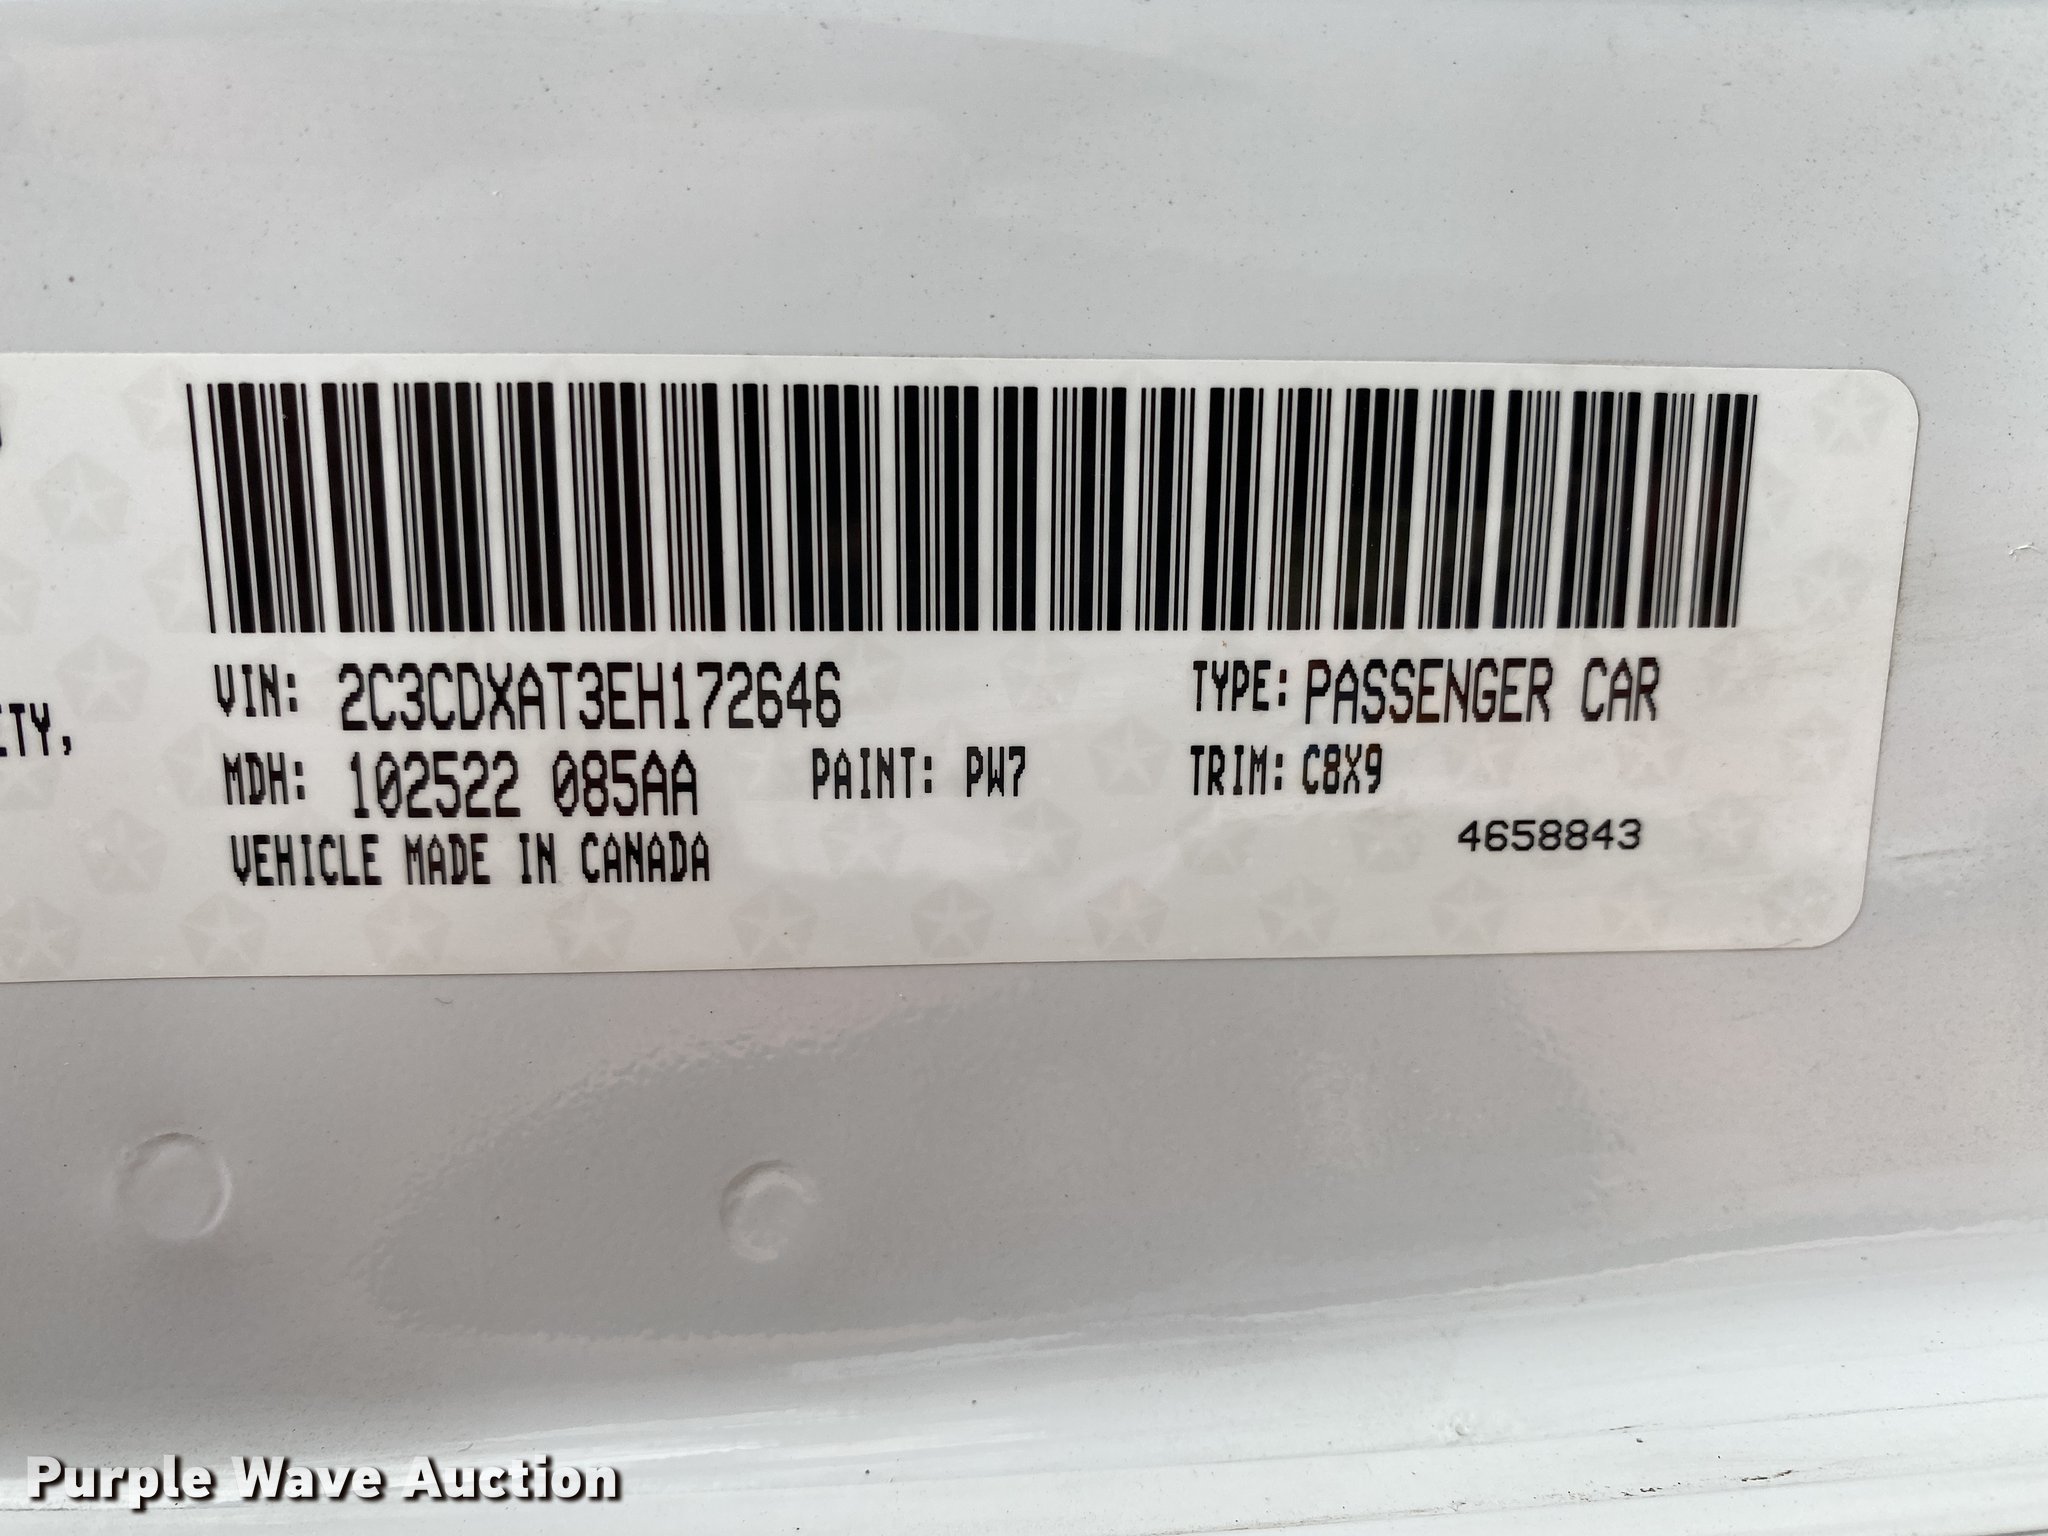 ITY,
VIN: 2C3CDXAT3EH172646 TYPE: PASSENGER CAR
MDH: 102522 085AA PAINT: PW7 TRIM: C8X9
VEHICLE MADE IN CANADA 4658843
Purple Wave Auction